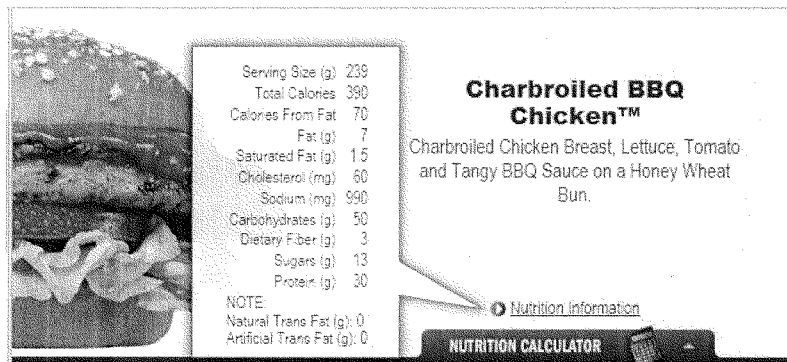 Serving Size (g) 239
Total Calories 390
Calories From Fat 70
Fat (g) 7
Saturated Fat (g) 1.5
Cholesterol (mg) 60
Sodium (mg) 990
Carbohydrates (g) 50
Dietary Fiber (g) 3
Sugars (g) 13
Protein (g) 30
NOTE:
Natural Trans Fat (g): 0
Artificial Trans Fat (g): 0
Charbroiled BBQ
Chicken™
Charbroiled Chicken Breast, Lettuce, Tomato
and Tangy BBQ Sauce on a Honey Wheat
Bun.
Nutrition Information
NUTRITION CALCULATOR